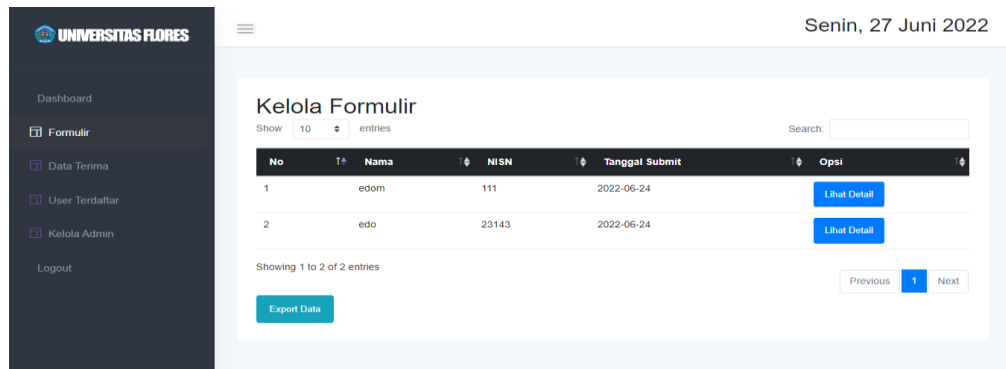 UNIVERSITAS FLORES
Senin, 27 Juni 2022
Dashboard
Formulir
Data Terima
User Terdaftar
Kelola Admin
Logout
Kelola Formulir
Show 10 entries
Search:
No Nama NISN Tanggal Submit Opsi
1 edom 111 2022-06-24 Lihat Detail
2 edo 23143 2022-06-24 Lihat Detail
Showing 1 to 2 of 2 entries
Previous 1 Next
Export Data